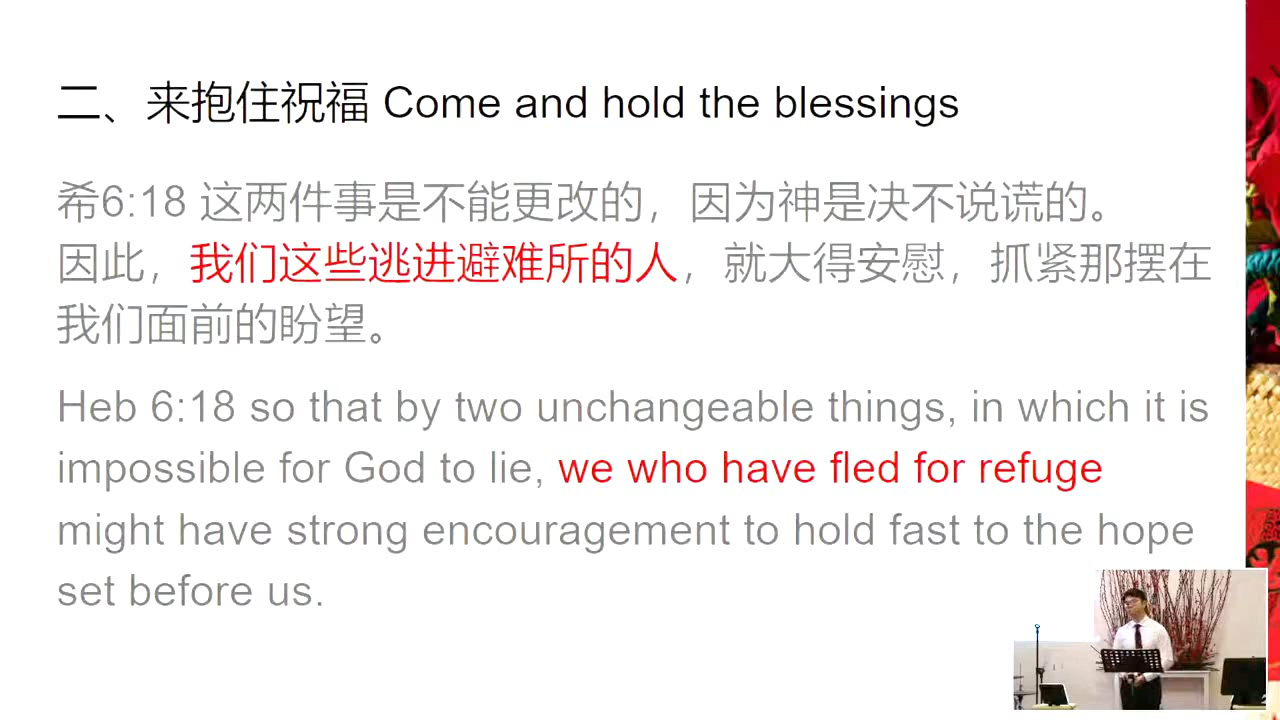 二、来抱住祝福 Come and hold the blessings
希6:18 这两件事是不能更改的，因为神是决不说谎的。
因此，我们这些逃进避难所的人，就大得安慰，抓紧那摆在
我们面前的盼望。
Heb 6:18 so that by two unchangeable things, in which it is
impossible for God to lie, we who have fled for refuge
might have strong encouragement to hold fast to the hope
set before us.